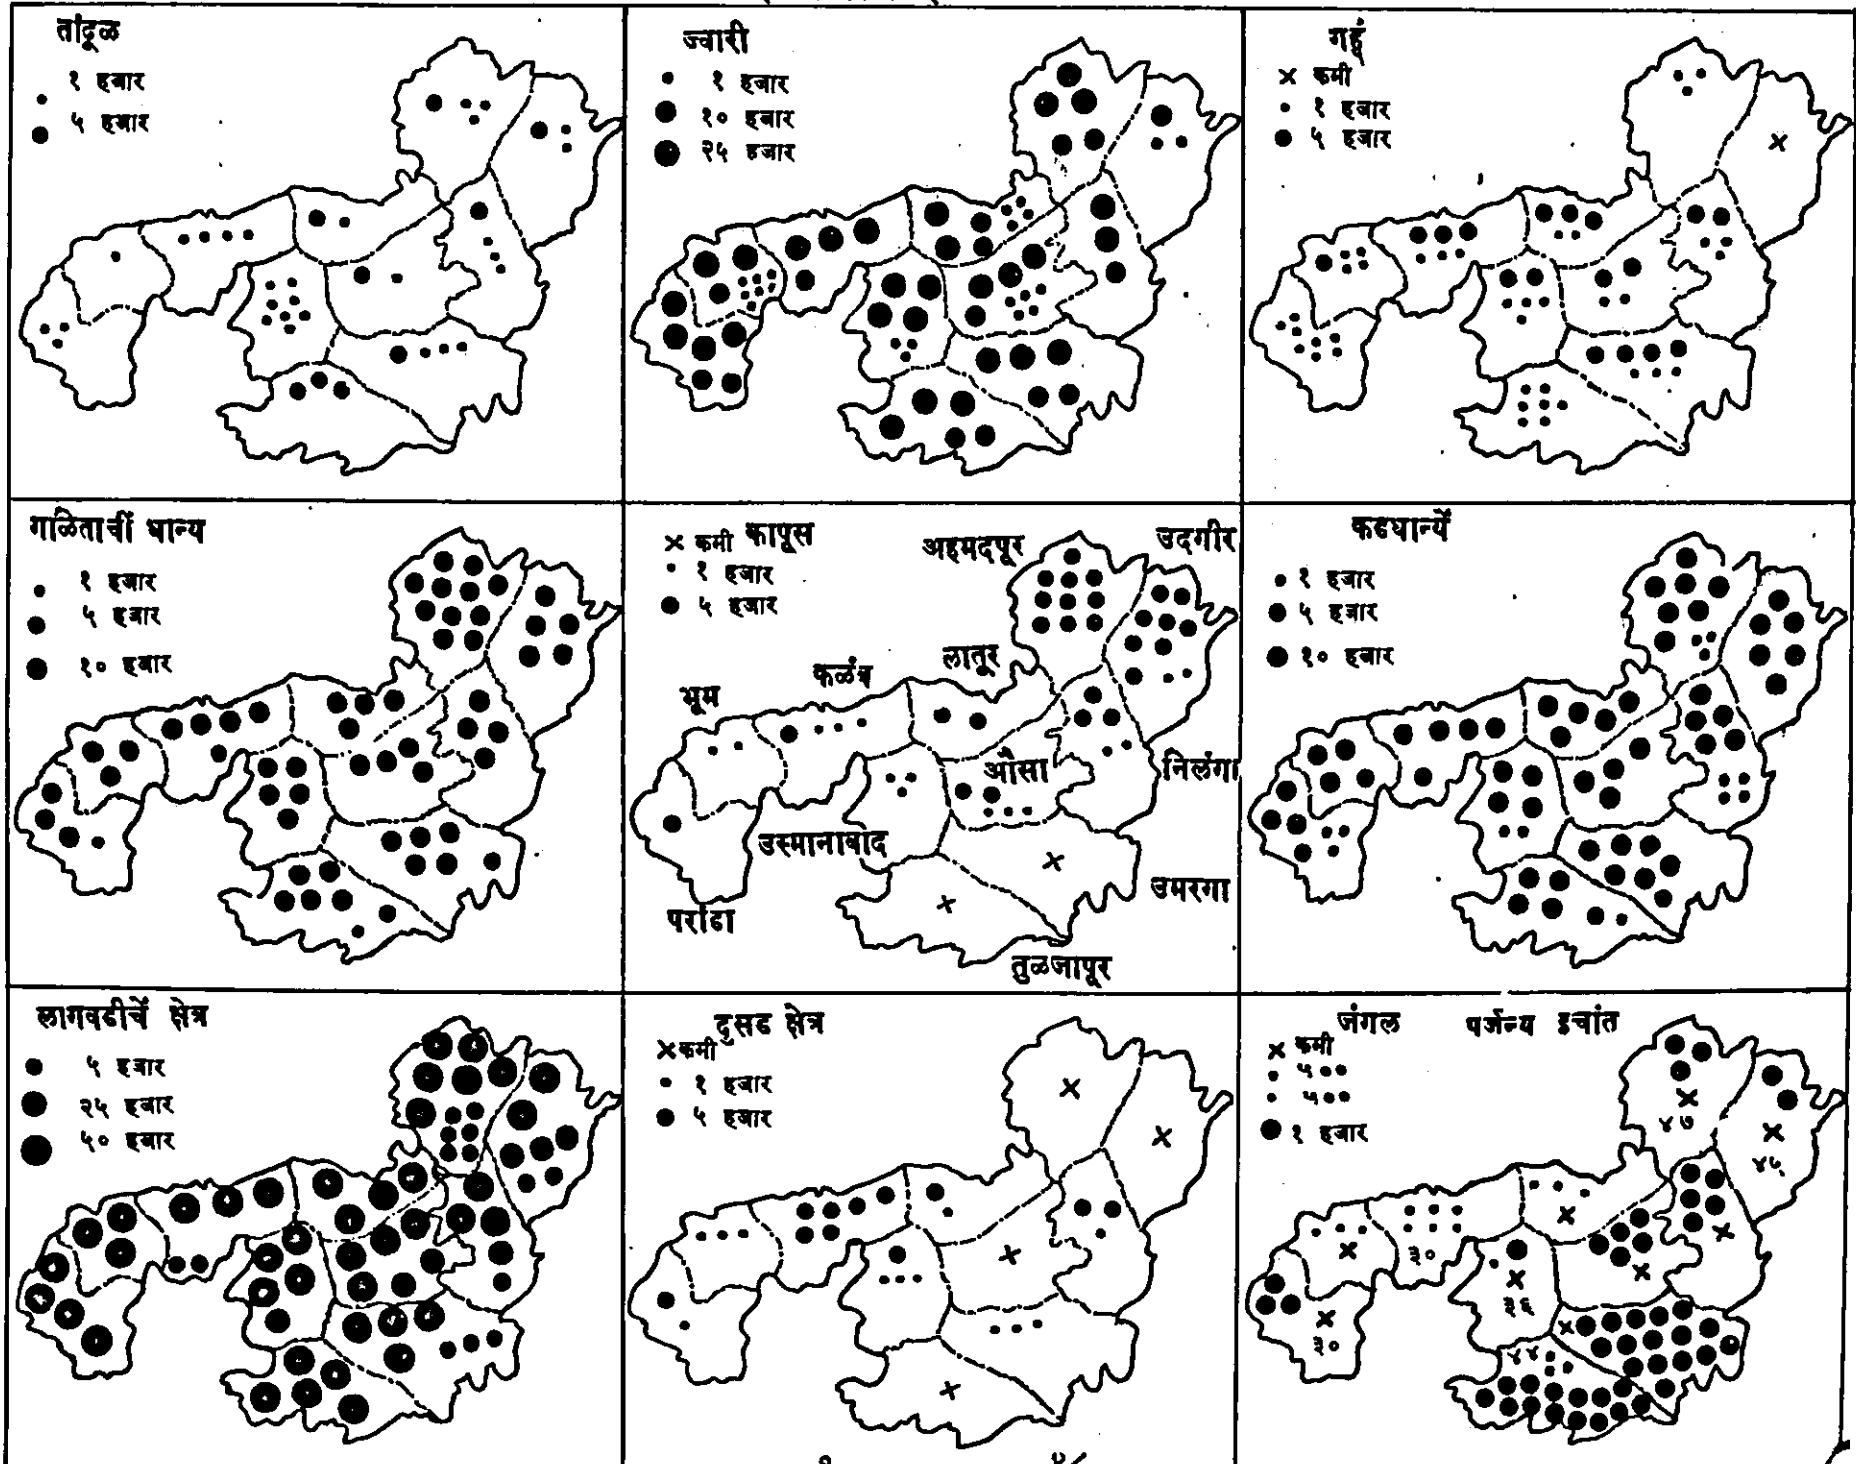 तांदूळ
१ हजार
५ हजार
ज्वारी
१ हजार
१० हजार
२५ हजार
गहूं
× कमी
१ हजार
५ हजार
गळिताचीं धान्य
१ हजार
५ हजार
१० हजार
कापूस
× कमी
१ हजार
५ हजार
अहमदपूर
उदगीर
लातूर
कळंब
भूम
औसा
निलंगा
उस्मानाबाद
उमरगा
परांडा
तुळजापूर
कडधान्यें
१ हजार
५ हजार
१० हजार
लागवडीचें क्षेत्र
५ हजार
२५ हजार
५० हजार
दुसड क्षेत्र
× कमी
१ हजार
५ हजार
जंगल पर्जन्य इंचांत
× कमी
५००
५००
१ हजार
४७
४५
३०
३६
३०
४४